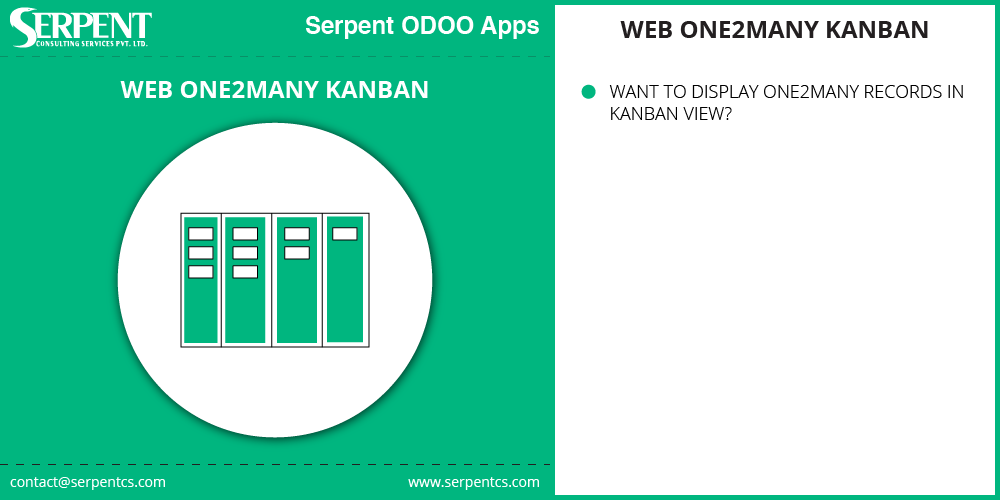 SERPENT
CONSULTING SERVICES PVT. LTD.
Serpent ODOO Apps
WEB ONE2MANY KANBAN
contact@serpentcs.com
www.serpentcs.com
WEB ONE2MANY KANBAN
WANT TO DISPLAY ONE2MANY RECORDS IN
KANBAN VIEW?